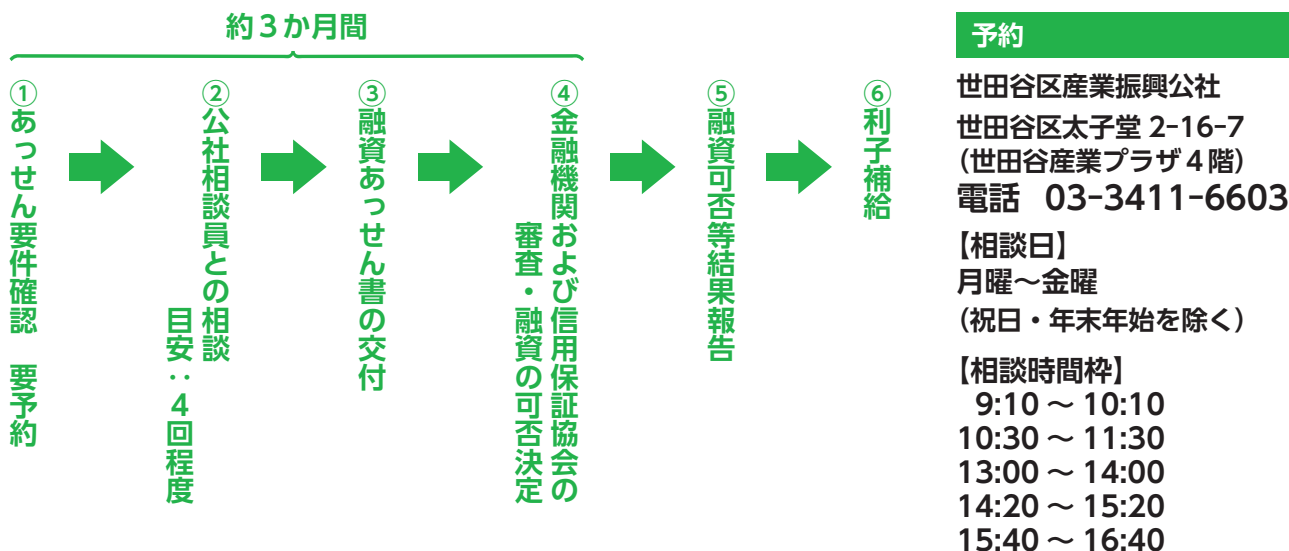 約３か月間
①あっせん要件確認　要予約
②公社相談員との相談
目安：４回程度
③融資あっせん書の交付
④金融機関および信用保証協会の
審査・融資の可否決定
⑤融資可否等結果報告
⑥利子補給
予約
世田谷区産業振興公社
世田谷区太子堂 2-16-7
（世田谷産業プラザ４階）
電話　03-3411-6603
【相談日】
月曜～金曜
（祝日・年末年始を除く）
【相談時間枠】
9:10 ～ 10:10
10:30 ～ 11:30
13:00 ～ 14:00
14:20 ～ 15:20
15:40 ～ 16:40